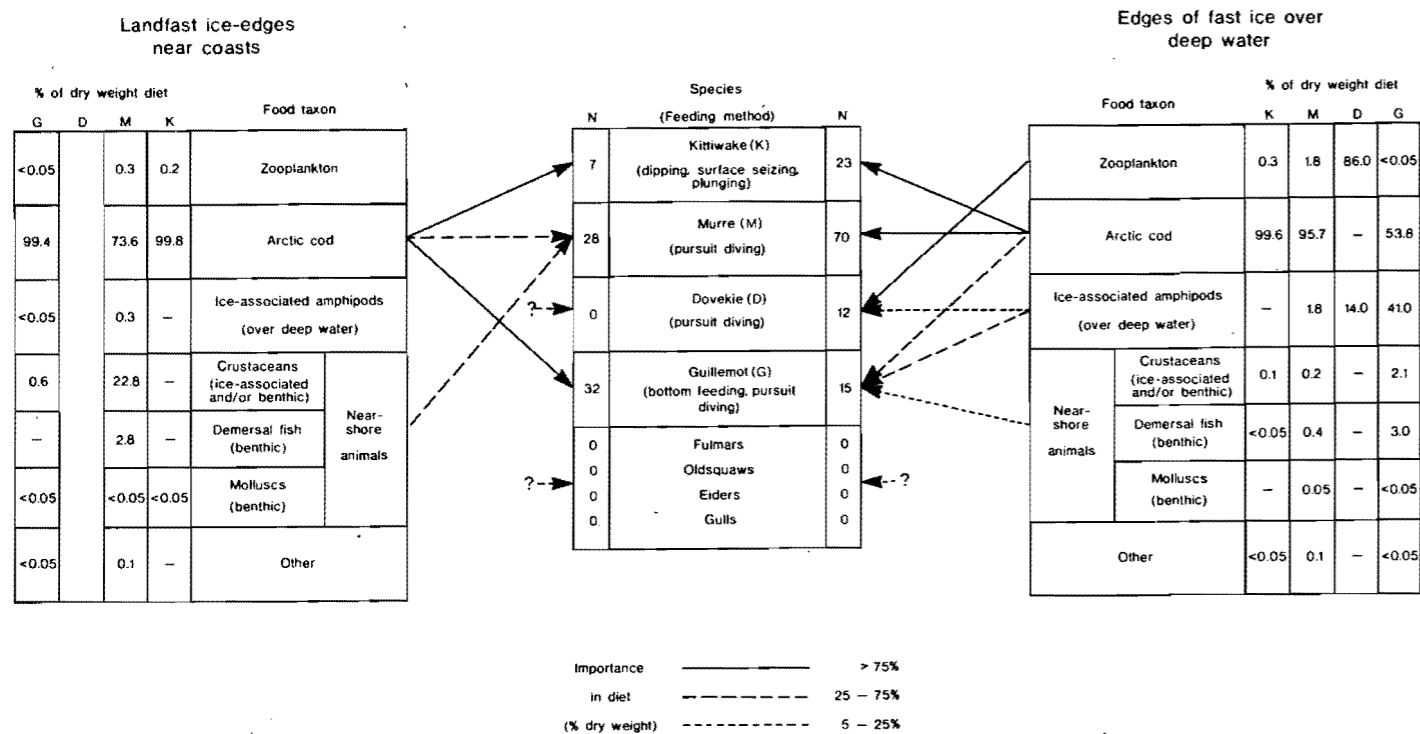 Landfast ice-edges
near coasts
% of dry weight diet
G D M K Food taxon
<0.05 0.3 0.2 Zooplankton
99.4 73.6 99.8 Arctic cod
<0.05 0.3 – Ice-associated amphipods
(over deep water)
0.6 22.8 – Crustaceans
(ice-associated
and/or benthic)
– 2.8 – Demersal fish
(benthic)
<0.05 <0.05 <0.05 Molluscs
(benthic)
Near-
shore
animals
<0.05 0.1 – Other
Species
N (Feeding method) N
Kittiwake (K)
7 (dipping, surface seizing, 23
plunging)
Murre (M)
28 (pursuit diving) 70
Dovekie (D)
? 0 (pursuit diving) 12
Guillemot (G)
32 (bottom feeding, pursuit 15
diving)
0 Fulmars 0
0 Oldsquaws 0
? ?
0 Eiders 0
0 Gulls 0
Edges of fast ice over
deep water
% of dry weight diet
Food taxon K M D G
Zooplankton 0.3 1.8 86.0 <0.05
Arctic cod 99.6 95.7 – 53.8
Ice-associated amphipods
(over deep water) – 1.8 14.0 41.0
Near-
shore
animals
Crustaceans
(ice-associated 0.1 0.2 – 2.1
and/or benthic)
Demersal fish
(benthic) <0.05 0.4 – 3.0
Molluscs
(benthic) – 0.05 – <0.05
Other <0.05 0.1 – <0.05
Importance > 75%
in diet 25 – 75%
(% dry weight) 5 – 25%